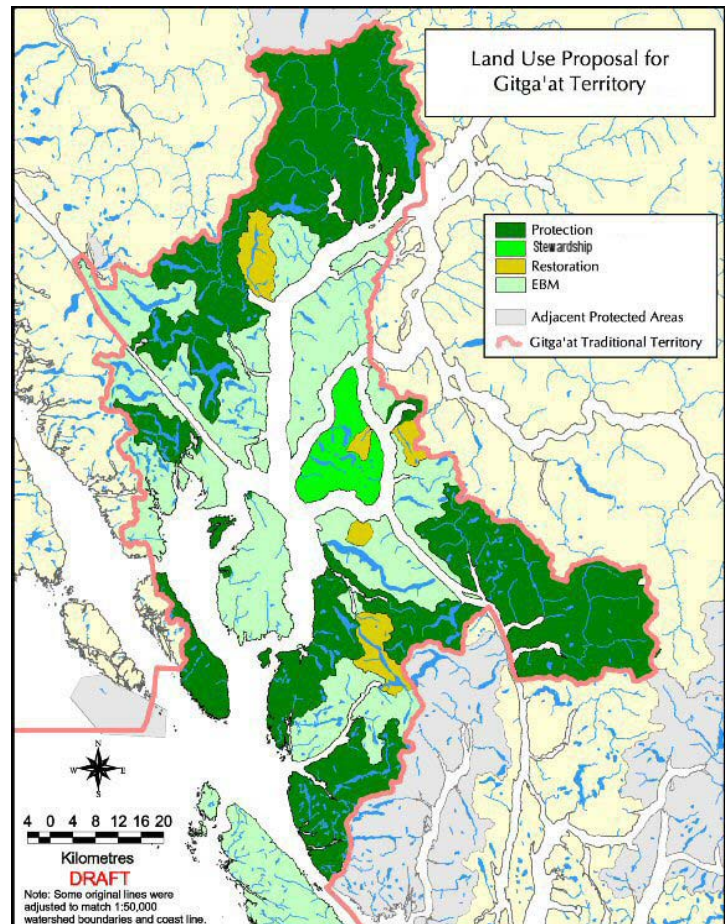 Land Use Proposal for
Gitga'at Territory
Protection
Stewardship
Restoration
EBM
Adjacent Protected Areas
Gitga'at Traditional Territory
N
W E
S
4 0 4 8 12 16 20
Kilometres
DRAFT
Note: Some original lines were
adjusted to match 1:50,000
watershed boundaries and coast line.